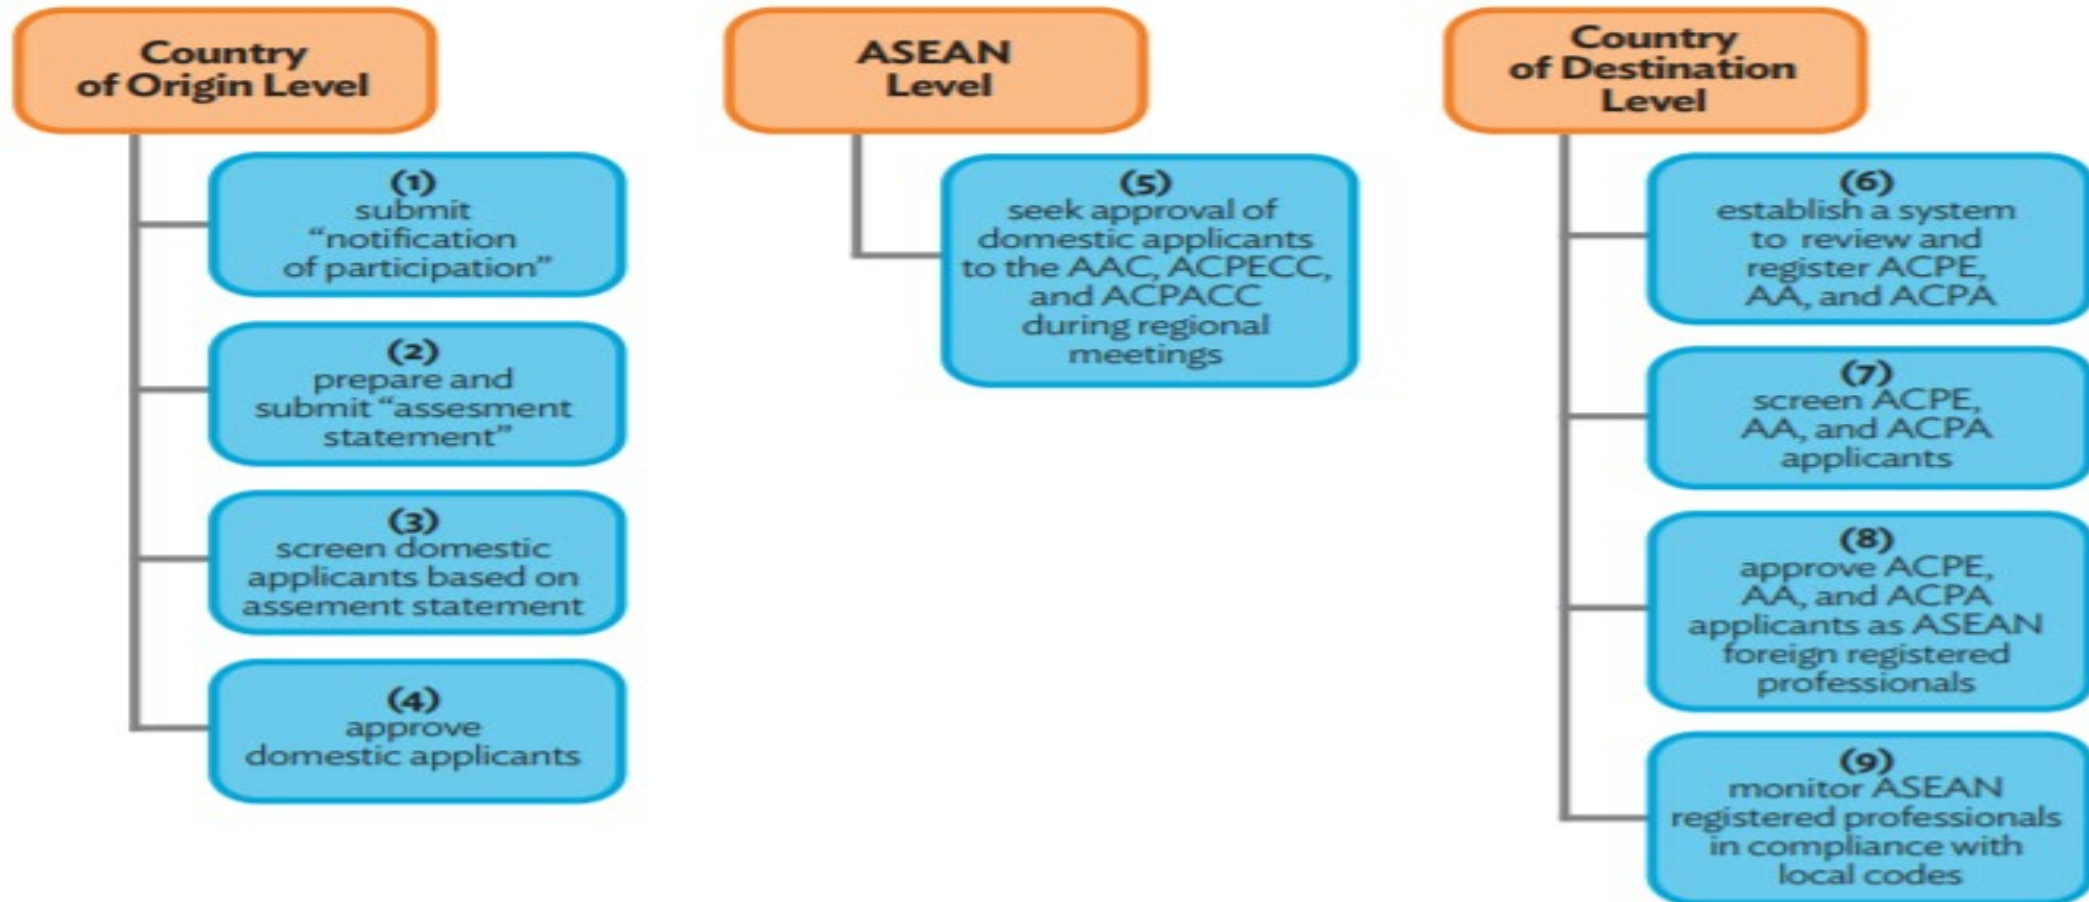 Country
of Origin Level
(1)
submit
“notification
of participation”
(2)
prepare and
submit “assesment
statement”
(3)
screen domestic
applicants based on
assement statement
(4)
approve
domestic applicants
ASEAN
Level
(5)
seek approval of
domestic applicants
to the AAC, ACPECC,
and ACPACC
during regional
meetings
Country
of Destination
Level
(6)
establish a system
to review and
register ACPE,
AA, and ACPA
(7)
screen ACPE,
AA, and ACPA
applicants
(8)
approve ACPE,
AA, and ACPA
applicants as ASEAN
foreign registered
professionals
(9)
monitor ASEAN
registered professionals
in compliance with
local codes